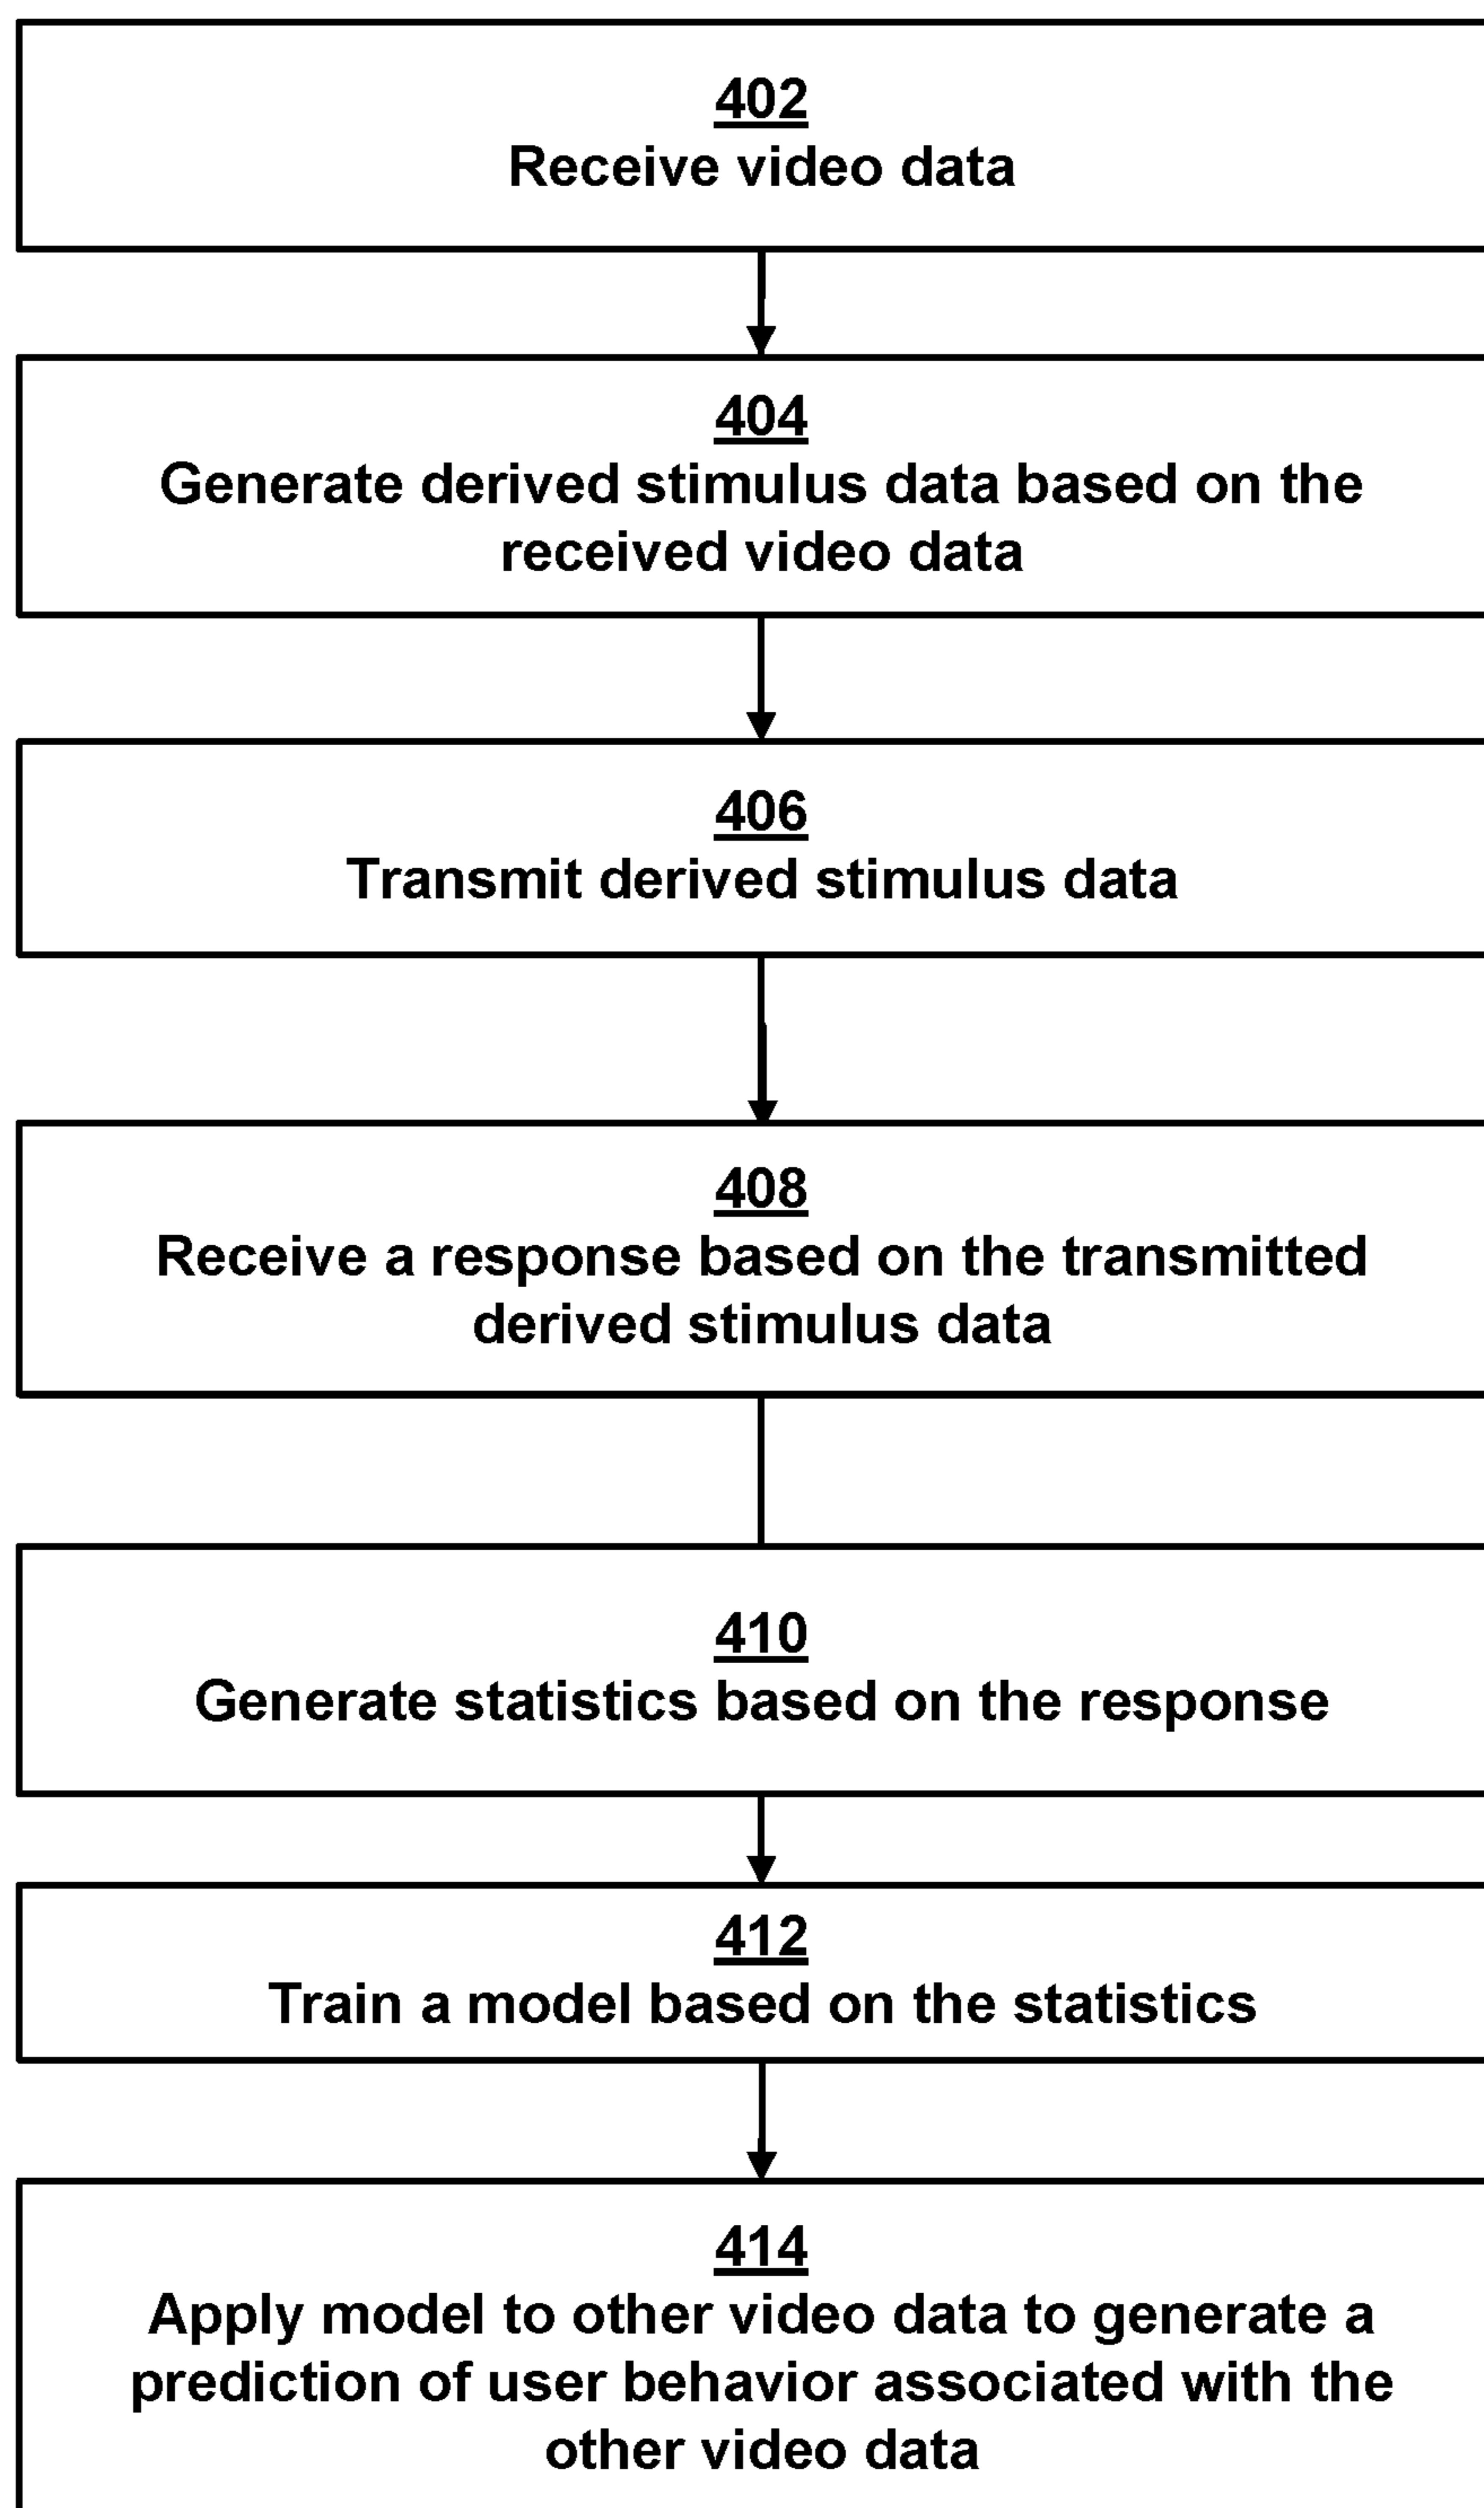 402
Receive video data
404
Generate derived stimulus data based on the
received video data
406
Transmit derived stimulus data
408
Receive a response based on the transmitted
derived stimulus data
410
Generate statistics based on the response
412
Train a model based on the statistics
414
Apply model to other video data to generate a
prediction of user behavior associated with the
other video data